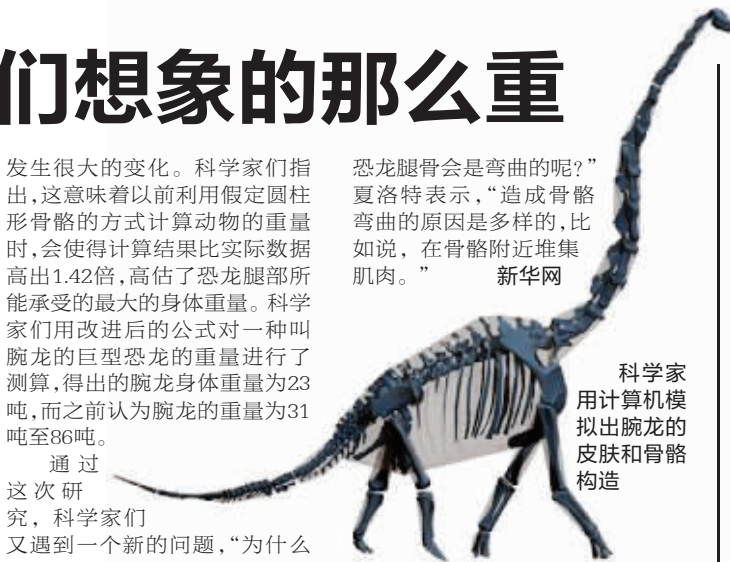 们想象的那么重
发生很大的变化。科学家们指
出,这意味着以前利用假定圆柱
形骨骼的方式计算动物的重量
时,会使得计算结果比实际数据
高出1.42倍,高估了恐龙腿部所
能承受的最大的身体重量。科学
家们用改进后的公式对一种叫
腕龙的巨型恐龙的重量进行了
测算,得出的腕龙身体重量为23
吨,而之前认为腕龙的重量为31
吨至86吨。
通过
这次研
究，科学家们
又遇到一个新的问题,“为什么
恐龙腿骨会是弯曲的呢?”
夏洛特表示,“造成骨骼
弯曲的原因是多样的,比
如说，在骨骼附近堆集
肌肉。” 新华网
科学家
用计算机模
拟出腕龙的
皮肤和骨骼
构造